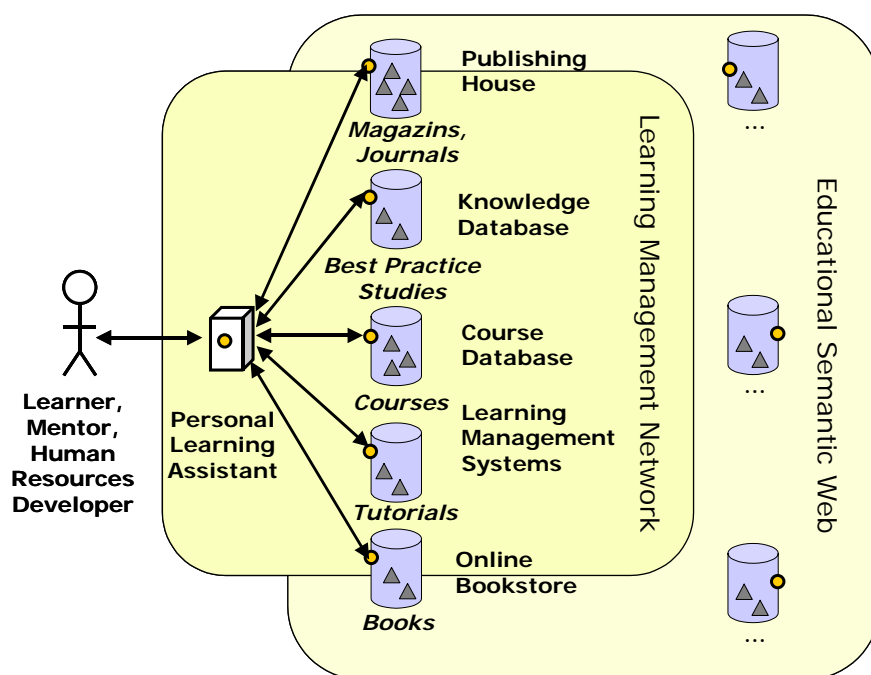 Publishing
House
Magazins,
Journals
Knowledge
Database
Best Practice
Studies
Course
Database
Courses
Learning
Management
Systems
Tutorials
Online
Bookstore
Books
Learner,
Mentor,
Human
Resources
Developer
Personal
Learning
Assistant
Learning Management Network
Educational Semantic Web
...
...
...